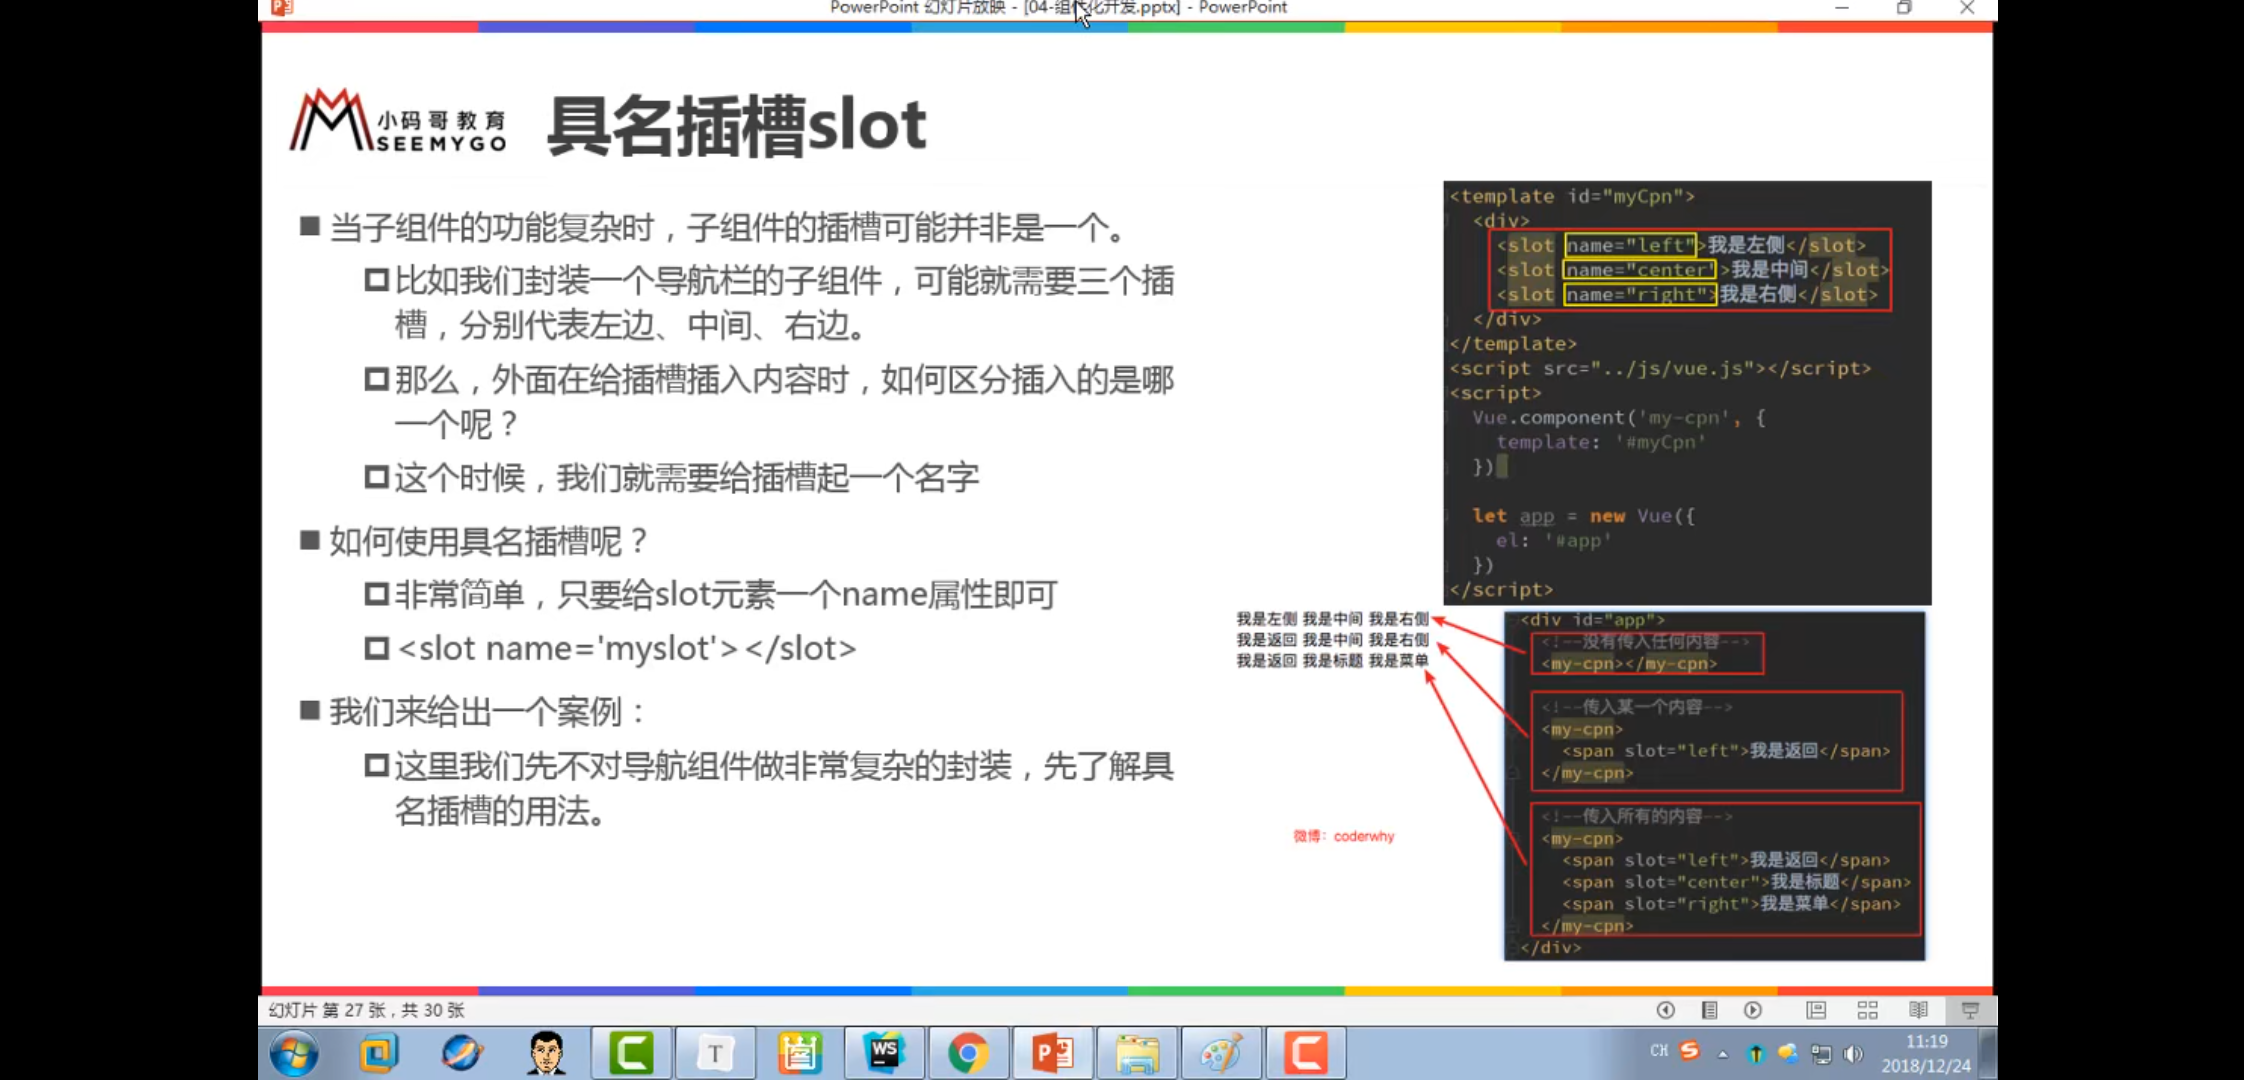 PowerPoint 幻灯片放映 - [04-组件化开发.pptx] - PowerPoint
小码哥教育
SEEMYGO
具名插槽slot
当子组件的功能复杂时，子组件的插槽可能并非是一个。
比如我们封装一个导航栏的子组件，可能就需要三个插
槽，分别代表左边、中间、右边。
那么，外面在给插槽插入内容时，如何区分插入的是哪
一个呢？
这个时候，我们就需要给插槽起一个名字
如何使用具名插槽呢？
非常简单，只要给slot元素一个name属性即可
<slot name='myslot'></slot>
我们来给出一个案例：
这里我们先不对导航组件做非常复杂的封装，先了解具
名插槽的用法。
<template id="myCpn">
<div>
<slot name="left">我是左侧</slot>
<slot name="center">我是中间</slot>
<slot name="right">我是右侧</slot>
</div>
</template>
<script src="../js/vue.js"></script>
<script>
Vue.component('my-cpn', {
template: '#myCpn'
})
let app = new Vue({
el: '#app'
})
</script>
我是左侧 我是中间 我是右侧
我是返回 我是中间 我是右侧
我是返回 我是标题 我是菜单
<div id="app">
<!--没有传入任何内容-->
<my-cpn></my-cpn>
<!--传入某一个内容-->
<my-cpn>
<span slot="left">我是返回</span>
</my-cpn>
<!--传入所有的内容-->
<my-cpn>
<span slot="left">我是返回</span>
<span slot="center">我是标题</span>
<span slot="right">我是菜单</span>
</my-cpn>
</div>
微博：coderwhy
幻灯片 第 27 张，共 30 张
CH
11:19
2018/12/24